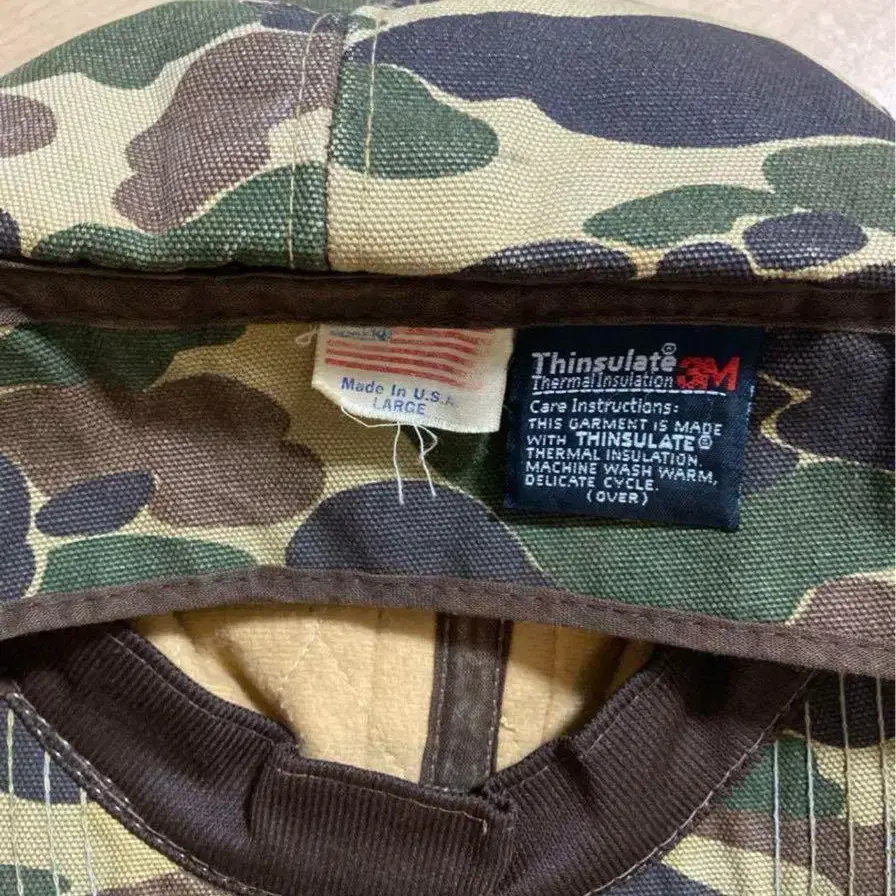 Made In U.S.A.
LARGE
Thinsulate®
Thermal Insulation 3M
Care Instructions:
THIS GARMENT IS MADE
WITH THINSULATE®
THERMAL INSULATION.
MACHINE WASH WARM,
DELICATE CYCLE.
(OVER)